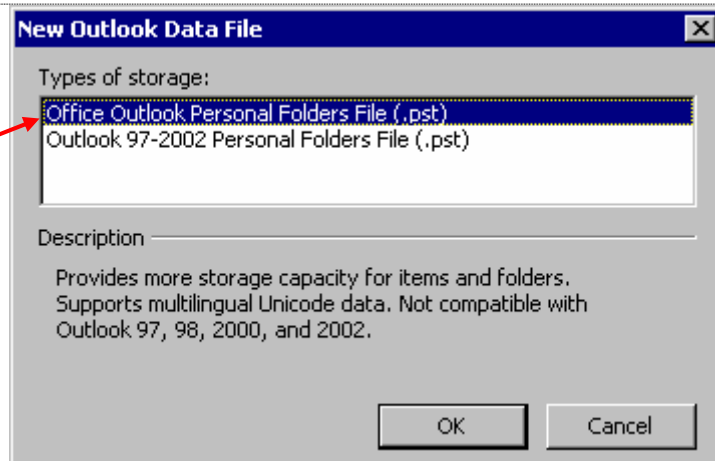 New Outlook Data File
Types of storage:
Office Outlook Personal Folders File (.pst)
Outlook 97-2002 Personal Folders File (.pst)
Description
Provides more storage capacity for items and folders.
Supports multilingual Unicode data. Not compatible with
Outlook 97, 98, 2000, and 2002.
OK Cancel